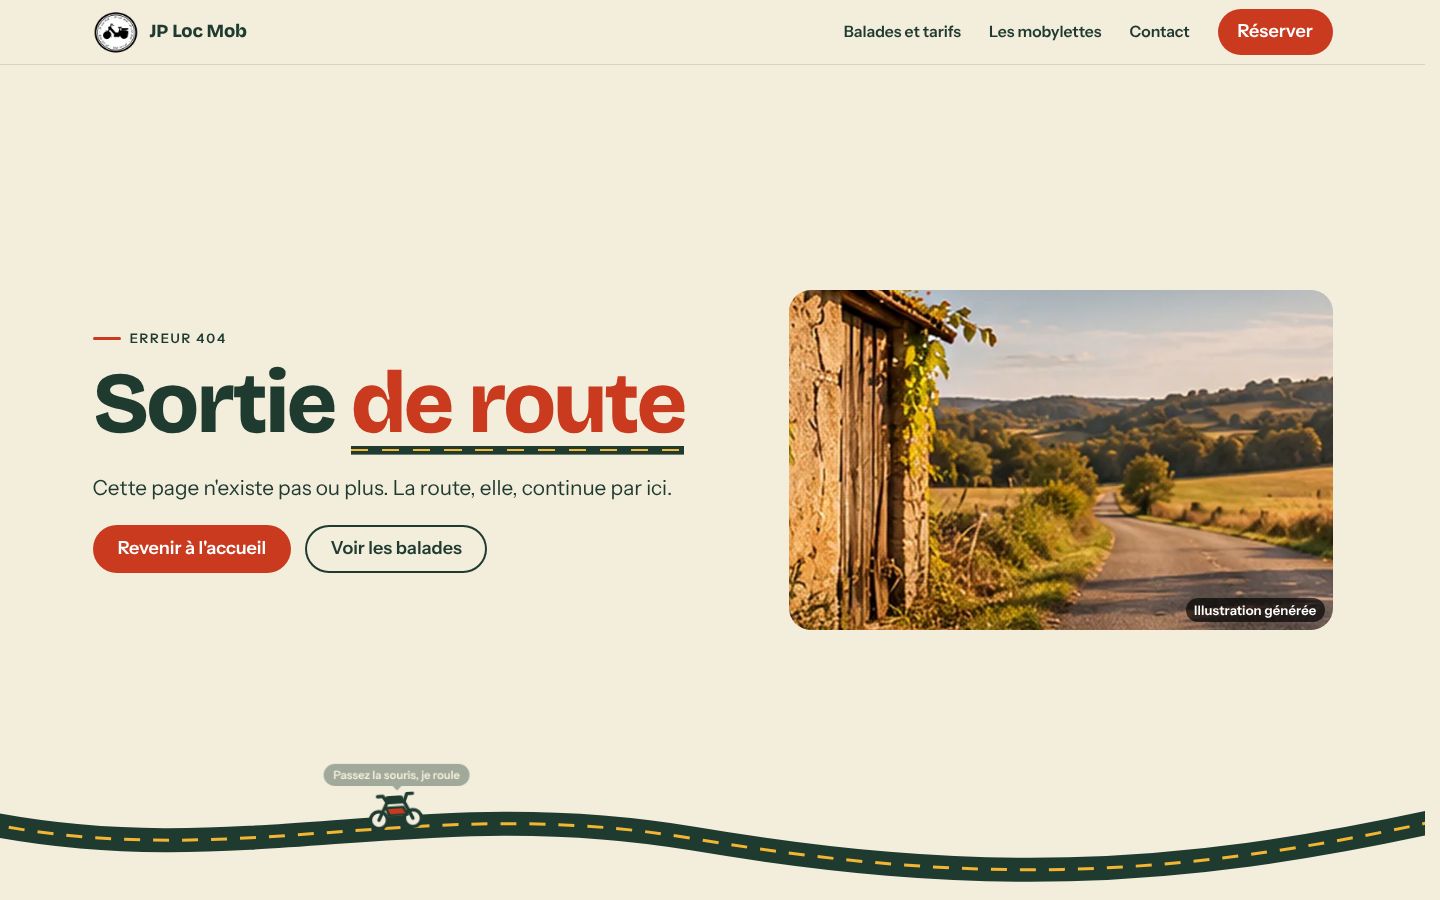 JP Loc Mob
Balades et tarifs
Les mobylettes
Contact
Réserver
ERREUR 404
Sortie de route
Cette page n'existe pas ou plus. La route, elle, continue par ici.
Revenir à l'accueil
Voir les balades
Illustration générée
Passez la souris, je roule